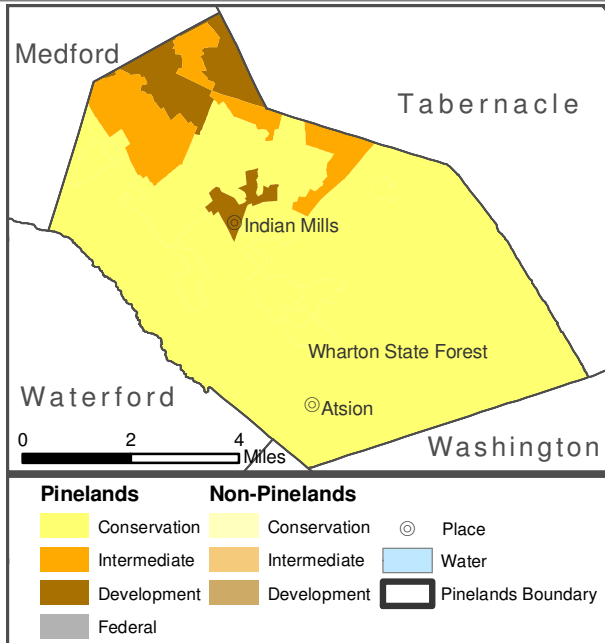 Medford
Tabernacle
Indian Mills
Wharton State Forest
Waterford
Atsion
0 2 4
Miles
Washington
Pinelands Non-Pinelands
Conservation Conservation Place
Intermediate Intermediate Water
Development Development Pinelands Boundary
Federal